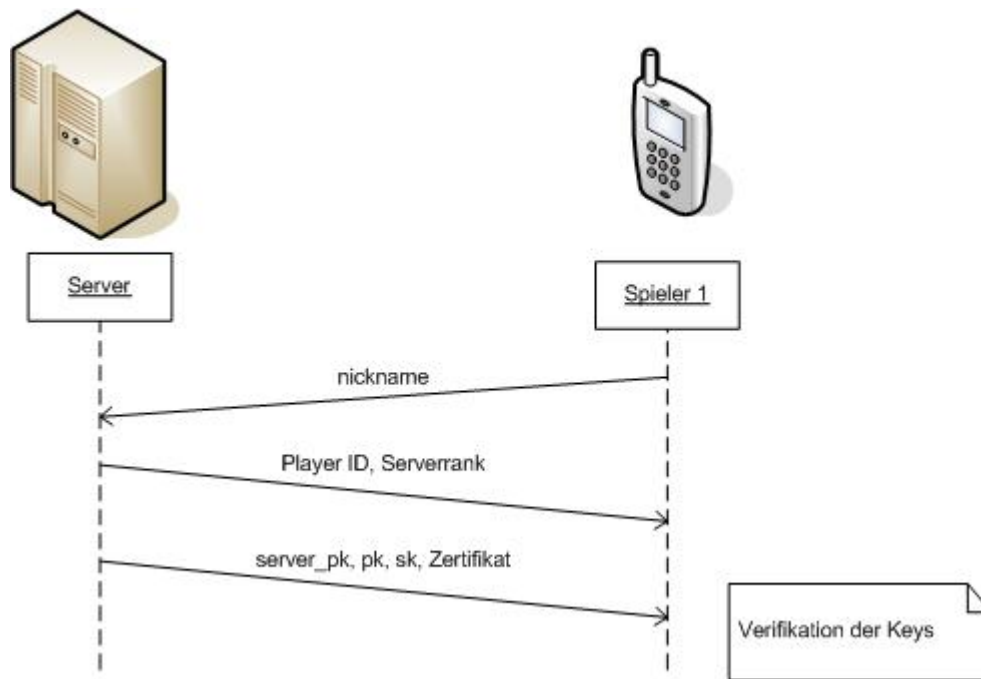 Server
Spieler 1
nickname
Player ID, Serverrank
server_pk, pk, sk, Zertifikat
Verifikation der Keys